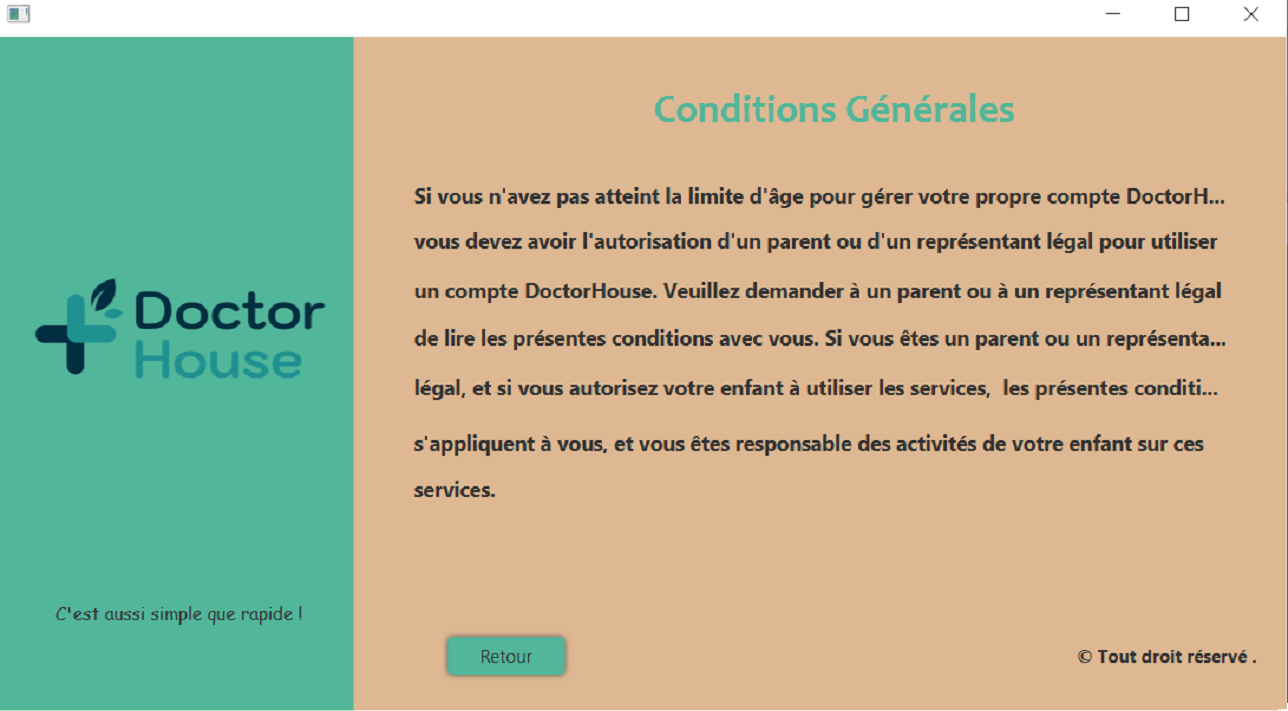 Doctor
House
C'est aussi simple que rapide !
Conditions Générales
Si vous n'avez pas atteint la limite d'âge pour gérer votre propre compte DoctorH...
vous devez avoir l'autorisation d'un parent ou d'un représentant légal pour utiliser
un compte DoctorHouse. Veuillez demander à un parent ou à un représentant légal
de lire les présentes conditions avec vous. Si vous êtes un parent ou un représenta...
légal, et si vous autorisez votre enfant à utiliser les services,  les présentes conditi...
s'appliquent à vous, et vous êtes responsable des activités de votre enfant sur ces
services.
Retour
© Tout droit réservé .